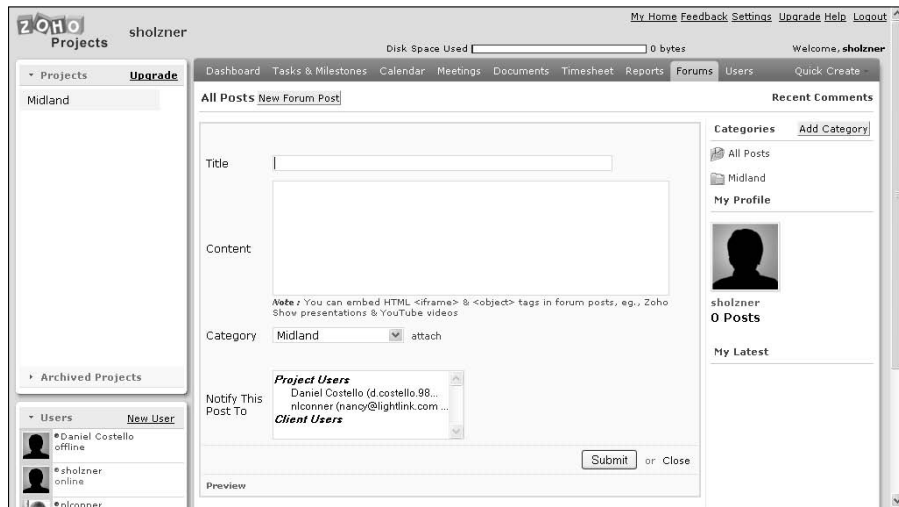 ZOHO
Projects
sholzner
My Home Feedback Settings Upgrade Help Logout
Disk Space Used 0 bytes
Welcome, sholzner
Projects Upgrade
Midland
Archived Projects
Users New User
Daniel Costello
offline
sholzner
online
nlconner
Dashboard Tasks & Milestones Calendar Meetings Documents Timesheet Reports Forums Users Quick Create
All Posts New Forum Post
Recent Comments
Title
Content
Note : You can embed HTML <iframe> & <object> tags in forum posts, eg., Zoho
Show presentations & YouTube videos
Category Midland attach
Notify This
Post To
Project Users
Daniel Costello (d.costello.98...
nlconner (nancy@lightlink.com ...
Client Users
Submit or Close
Preview
Categories Add Category
All Posts
Midland
My Profile
sholzner
0 Posts
My Latest